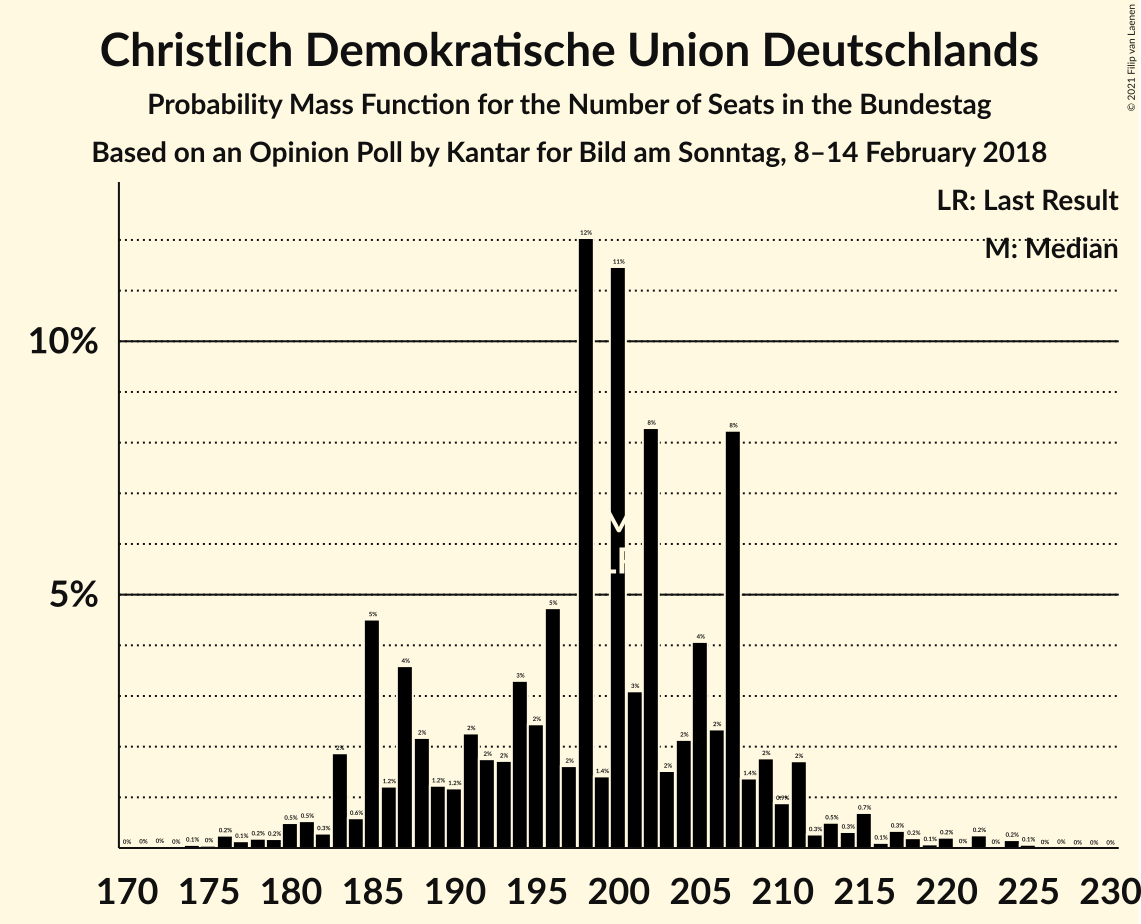 Christlich Demokratische Union Deutschlands
Probability Mass Function for the Number of Seats in the Bundestag
Based on an Opinion Poll by Kantar for Bild am Sonntag, 8–14 February 2018
© 2021 Filip van Laenen
LR: Last Result
M: Median
10%
5%
0% 0% 0% 0% 0.1% 0% 0.2% 0.1% 0.2% 0.2% 0.5% 0.5% 0.3% 2% 0.6% 5% 1.2% 4% 2% 1.2% 1.2% 2% 2% 2% 3% 2% 5% 2% 12% 1.4% 11% 3% 8% 2% 2% 4% 2% 8% 1.4% 2% 0.9% 2% 0.3% 0.5% 0.3% 0.7% 0.1% 0.3% 0.2% 0.1% 0.2% 0% 0.2% 0% 0.2% 0.1% 0% 0% 0% 0% 0%
M
LR
170 175 180 185 190 195 200 205 210 215 220 225 230